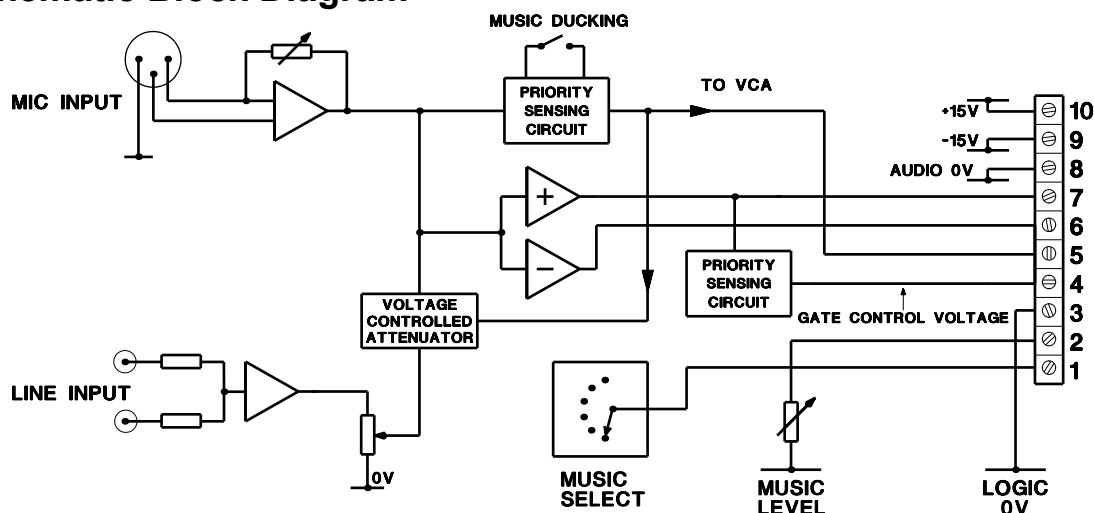 MUSIC DUCKING
MIC INPUT
PRIORITY
SENSING
CIRCUIT
TO VCA
+15V
-15V
AUDIO 0V
10
9
8
7
6
5
4
3
2
1
+
−
PRIORITY
SENSING
CIRCUIT
GATE CONTROL VOLTAGE
VOLTAGE
CONTROLLED
ATTENUATOR
LINE INPUT
0V
MUSIC
SELECT
MUSIC
LEVEL
LOGIC
0V